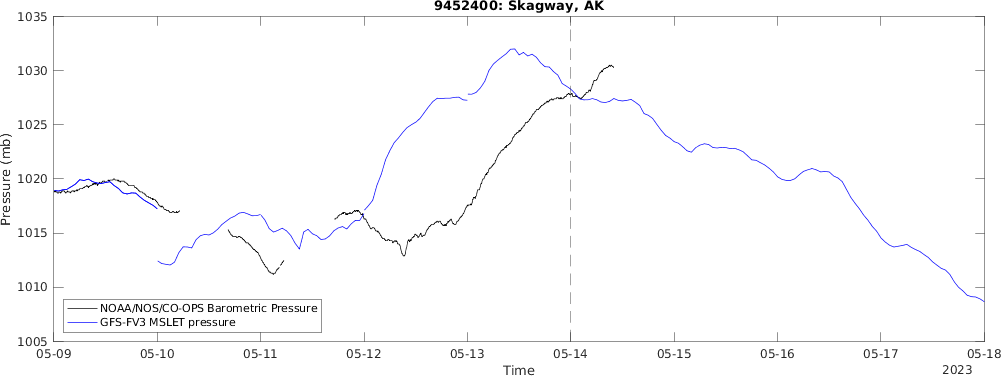 9452400: Skagway, AK
1035
1030
1025
1020
1015
1010
1005
Pressure (mb)
NOAA/NOS/CO-OPS Barometric Pressure
GFS-FV3 MSLET pressure
05-09 05-10 05-11 05-12 05-13 05-14 05-15 05-16 05-17 05-18
Time
2023